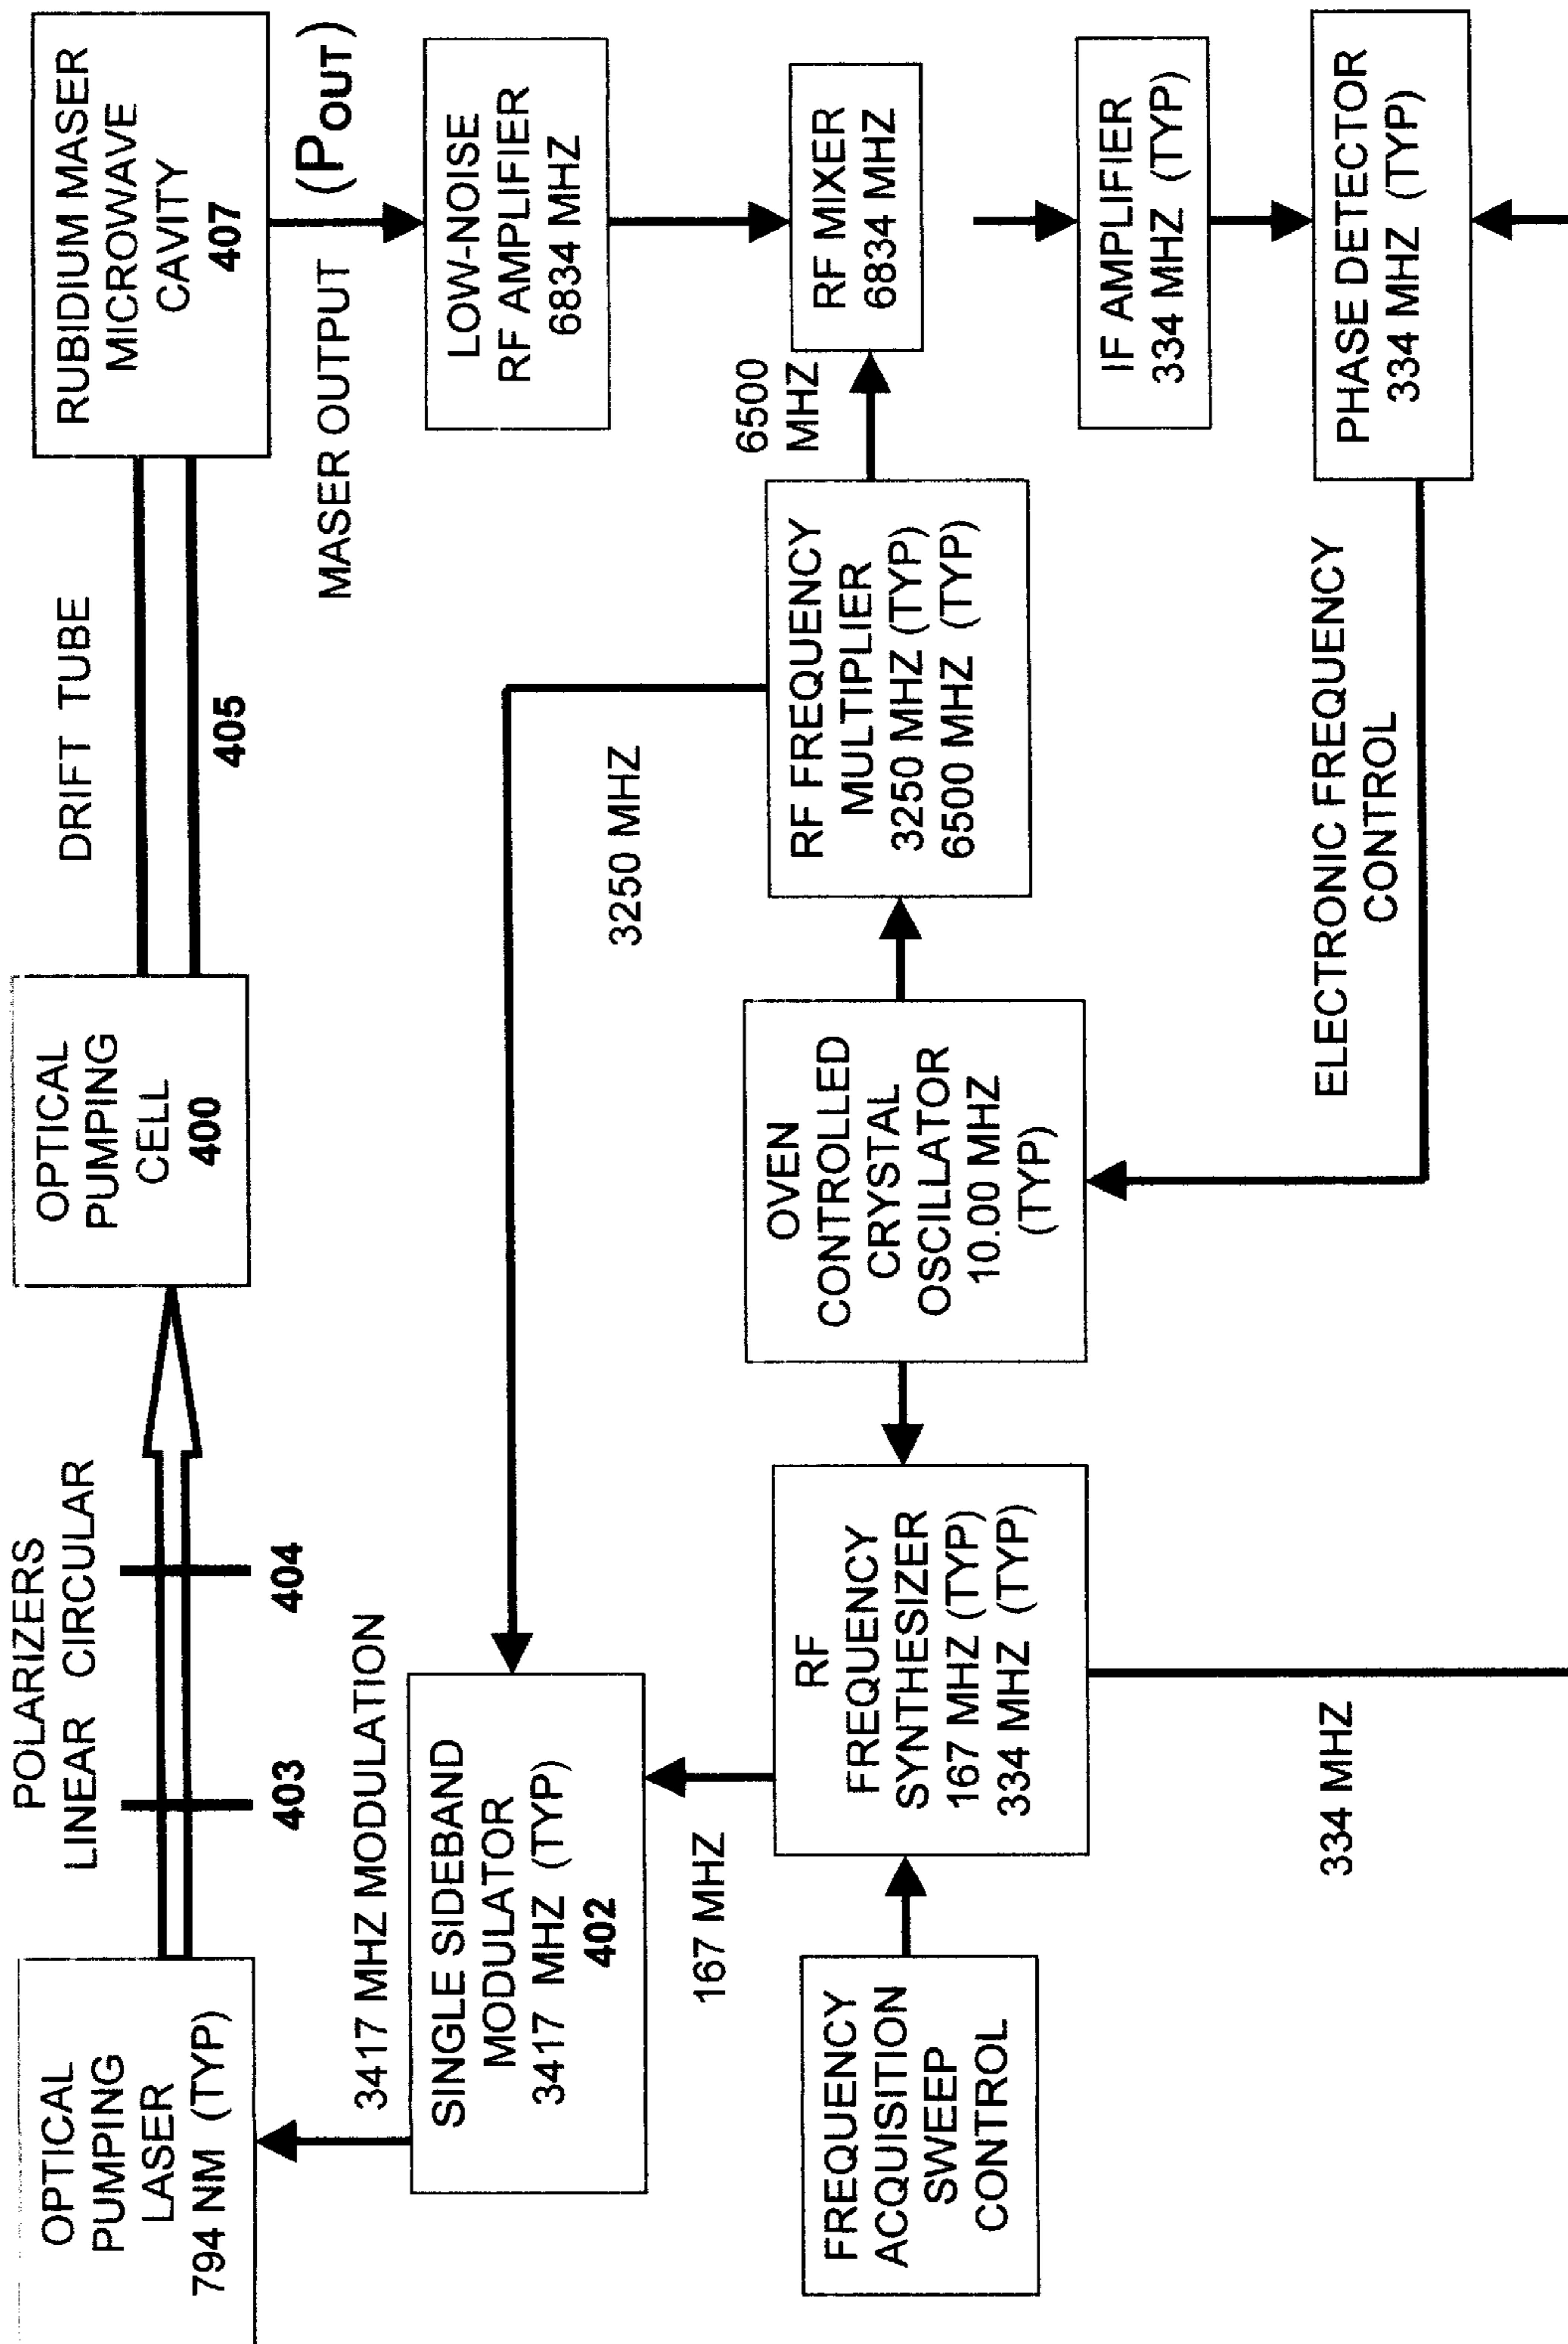 OPTICAL
PUMPING
LASER
794 NM (TYP)
POLARIZERS
LINEAR CIRCULAR
403
404
OPTICAL
PUMPING
CELL
400
DRIFT TUBE
405
RUBIDIUM MASER
MICROWAVE
CAVITY
407
MASER OUTPUT (POUT)
3417 MHZ MODULATION
SINGLE SIDEBAND
MODULATOR
3417 MHZ (TYP)
402
3250 MHZ
LOW-NOISE
RF AMPLIFIER
6834 MHZ
167 MHZ
6500
MHZ
RF MIXER
6834 MHZ
FREQUENCY
ACQUISITION
SWEEP
CONTROL
RF
FREQUENCY
SYNTHESIZER
167 MHZ (TYP)
334 MHZ (TYP)
OVEN
CONTROLLED
CRYSTAL
OSCILLATOR
10.00 MHZ
(TYP)
RF FREQUENCY
MULTIPLIER
3250 MHZ (TYP)
6500 MHZ (TYP)
IF AMPLIFIER
334 MHZ (TYP)
334 MHZ
ELECTRONIC FREQUENCY
CONTROL
PHASE DETECTOR
334 MHZ (TYP)